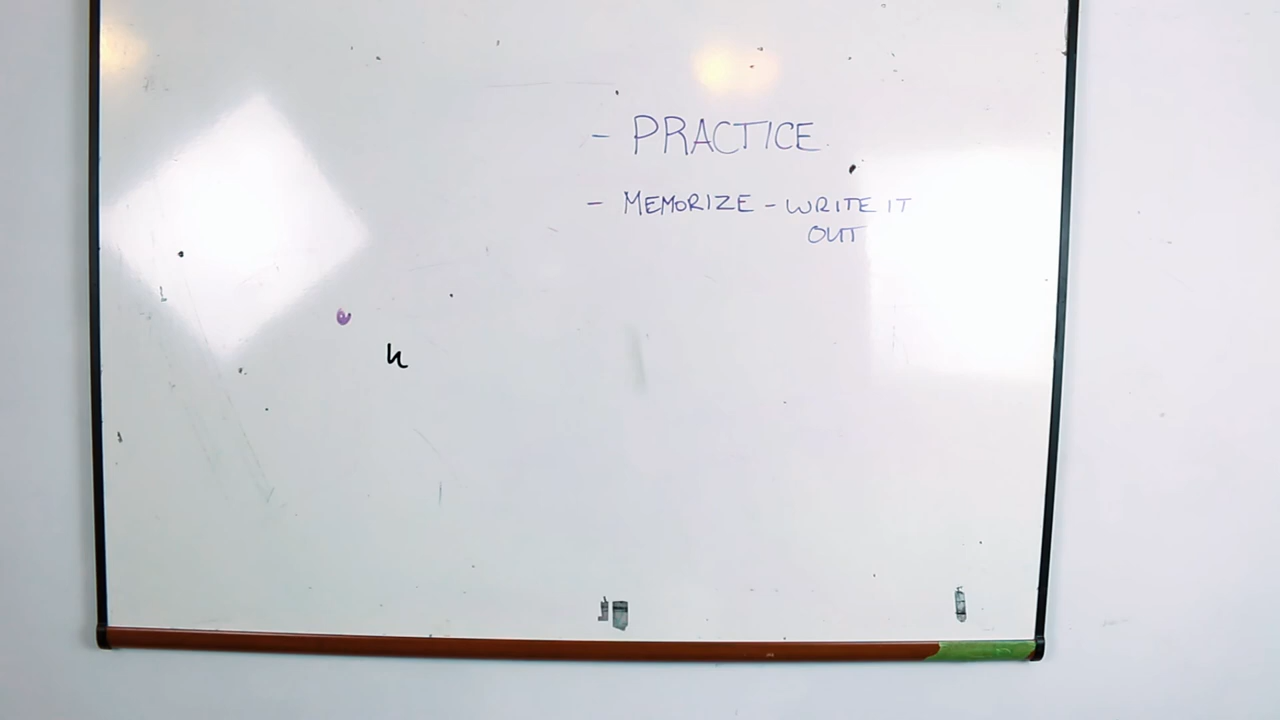 - PRACTICE
- MEMORIZE - WRITE IT
OUT
h